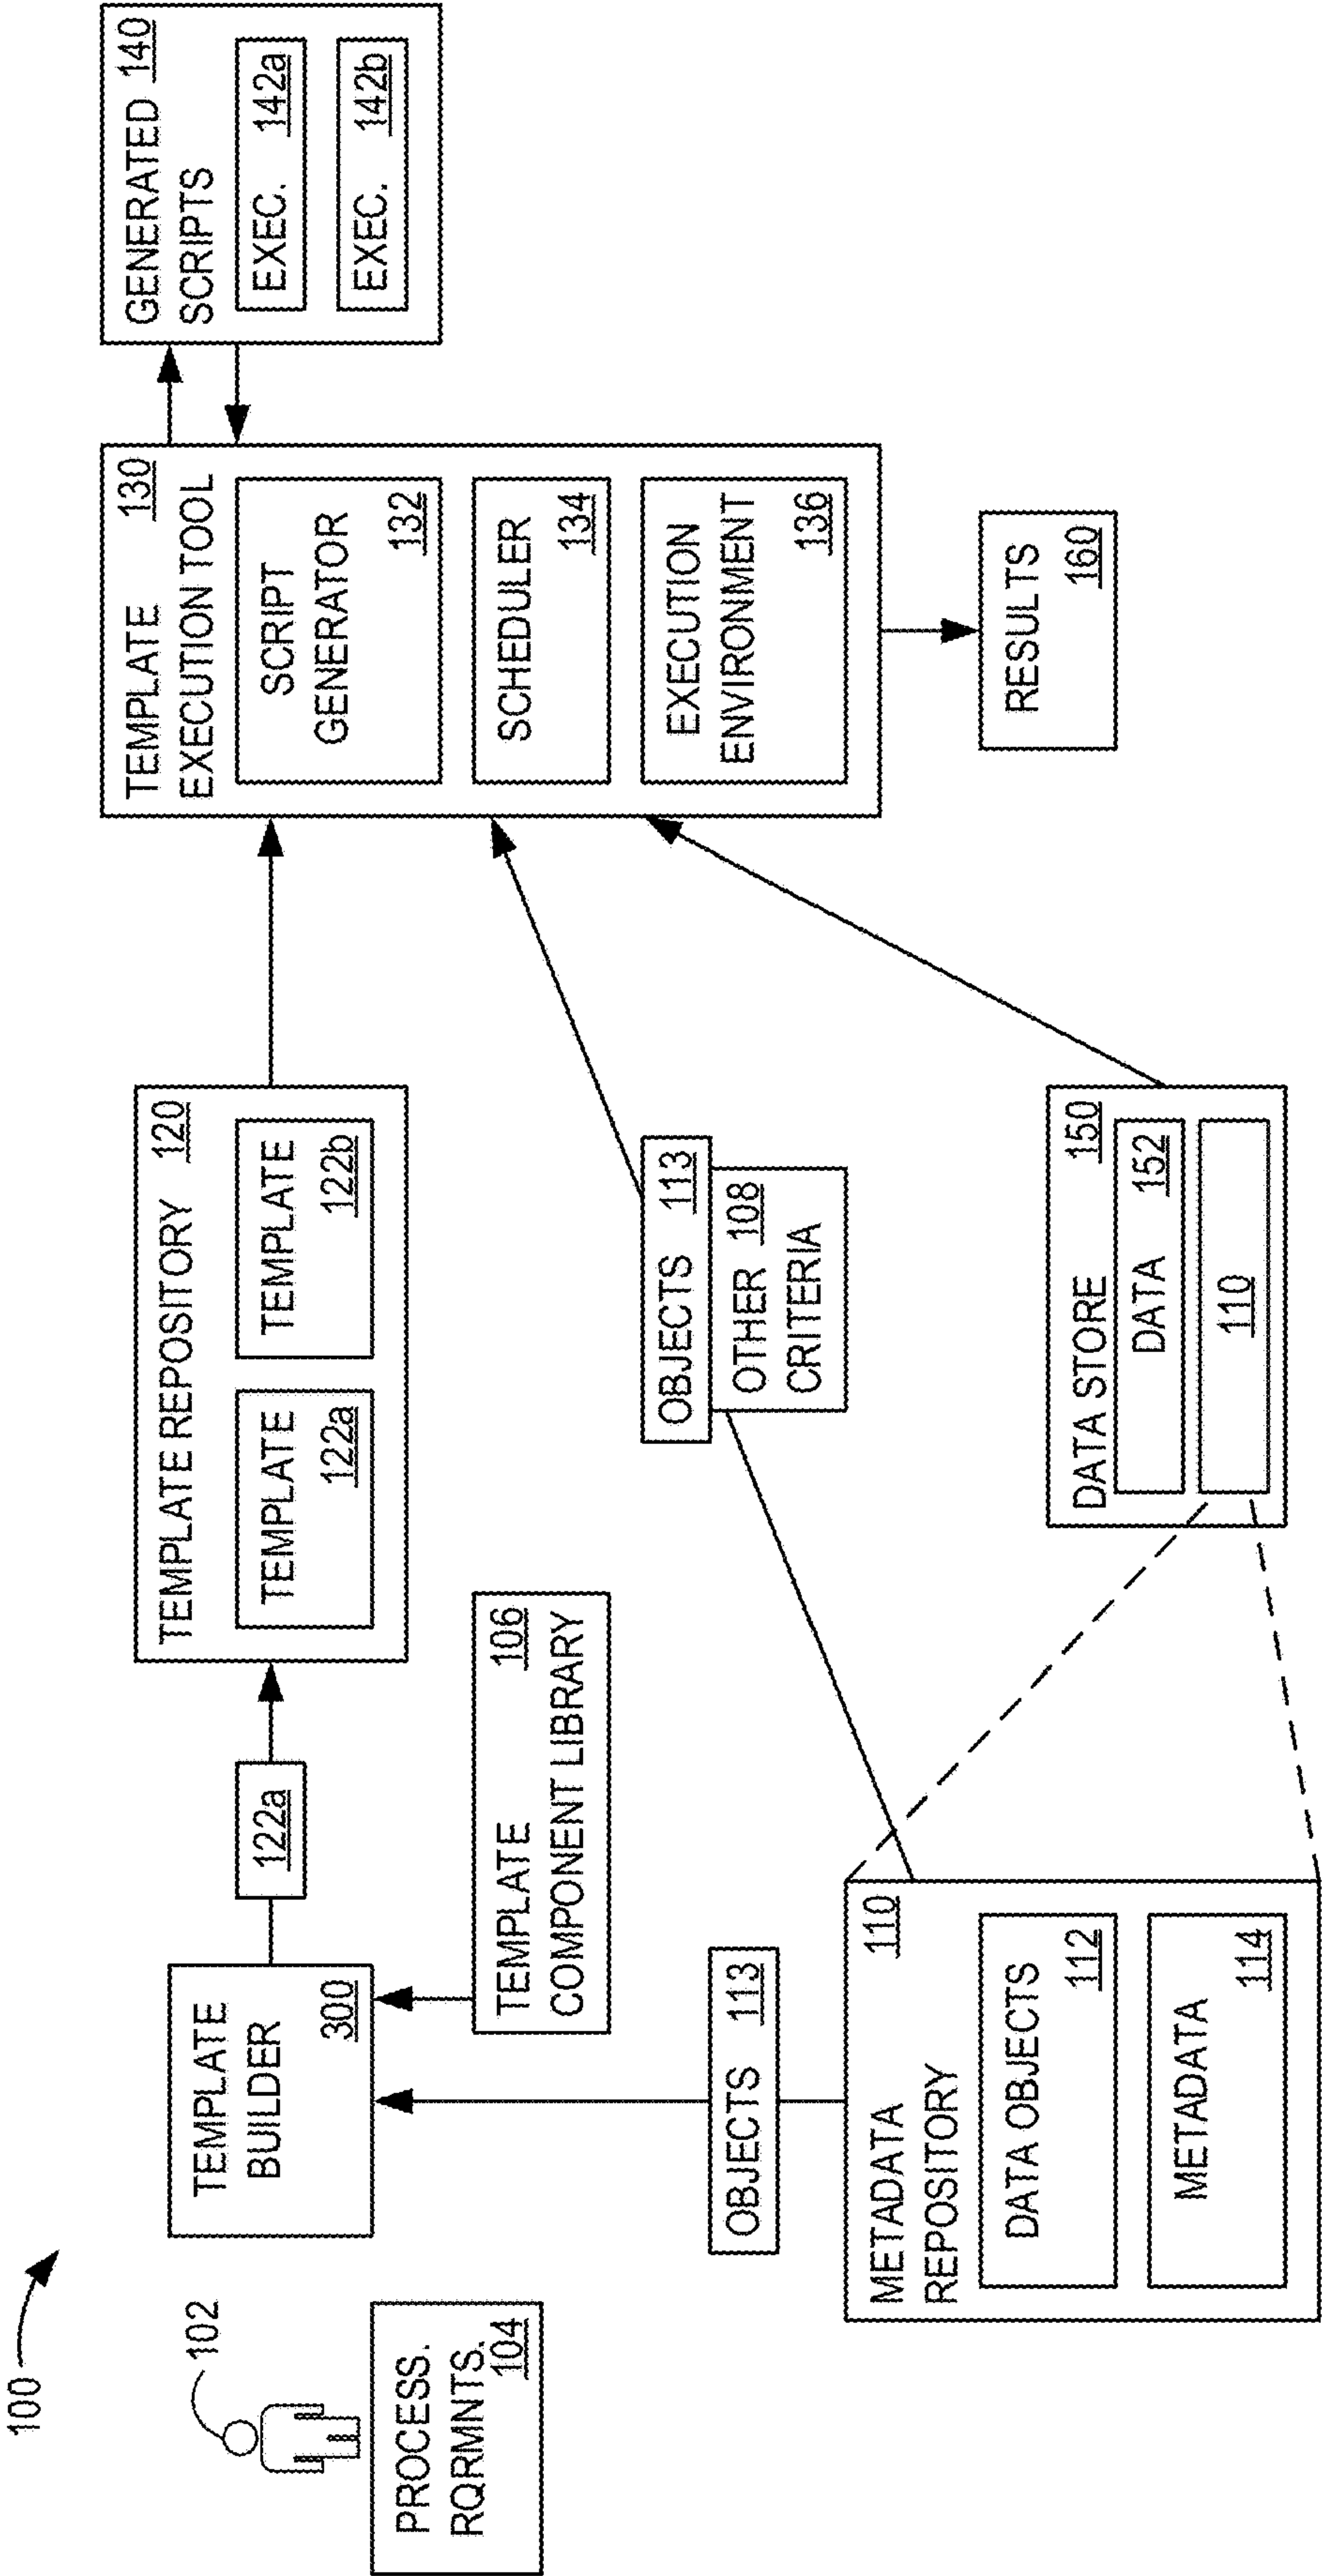 100
102
PROCESS.
RQRMNTS.
104
TEMPLATE
BUILDER
300
122a
TEMPLATE REPOSITORY 120
TEMPLATE
122a
TEMPLATE
122b
TEMPLATE 130
EXECUTION TOOL
SCRIPT
GENERATOR
132
SCHEDULER
134
EXECUTION
ENVIRONMENT
136
GENERATED 140
SCRIPTS
EXEC. 142a
EXEC. 142b
TEMPLATE 106
COMPONENT LIBRARY
OBJECTS 113
METADATA 110
REPOSITORY
DATA OBJECTS
112
METADATA
114
OBJECTS 113
OTHER 108
CRITERIA
DATA STORE 150
DATA 152
110
RESULTS
160